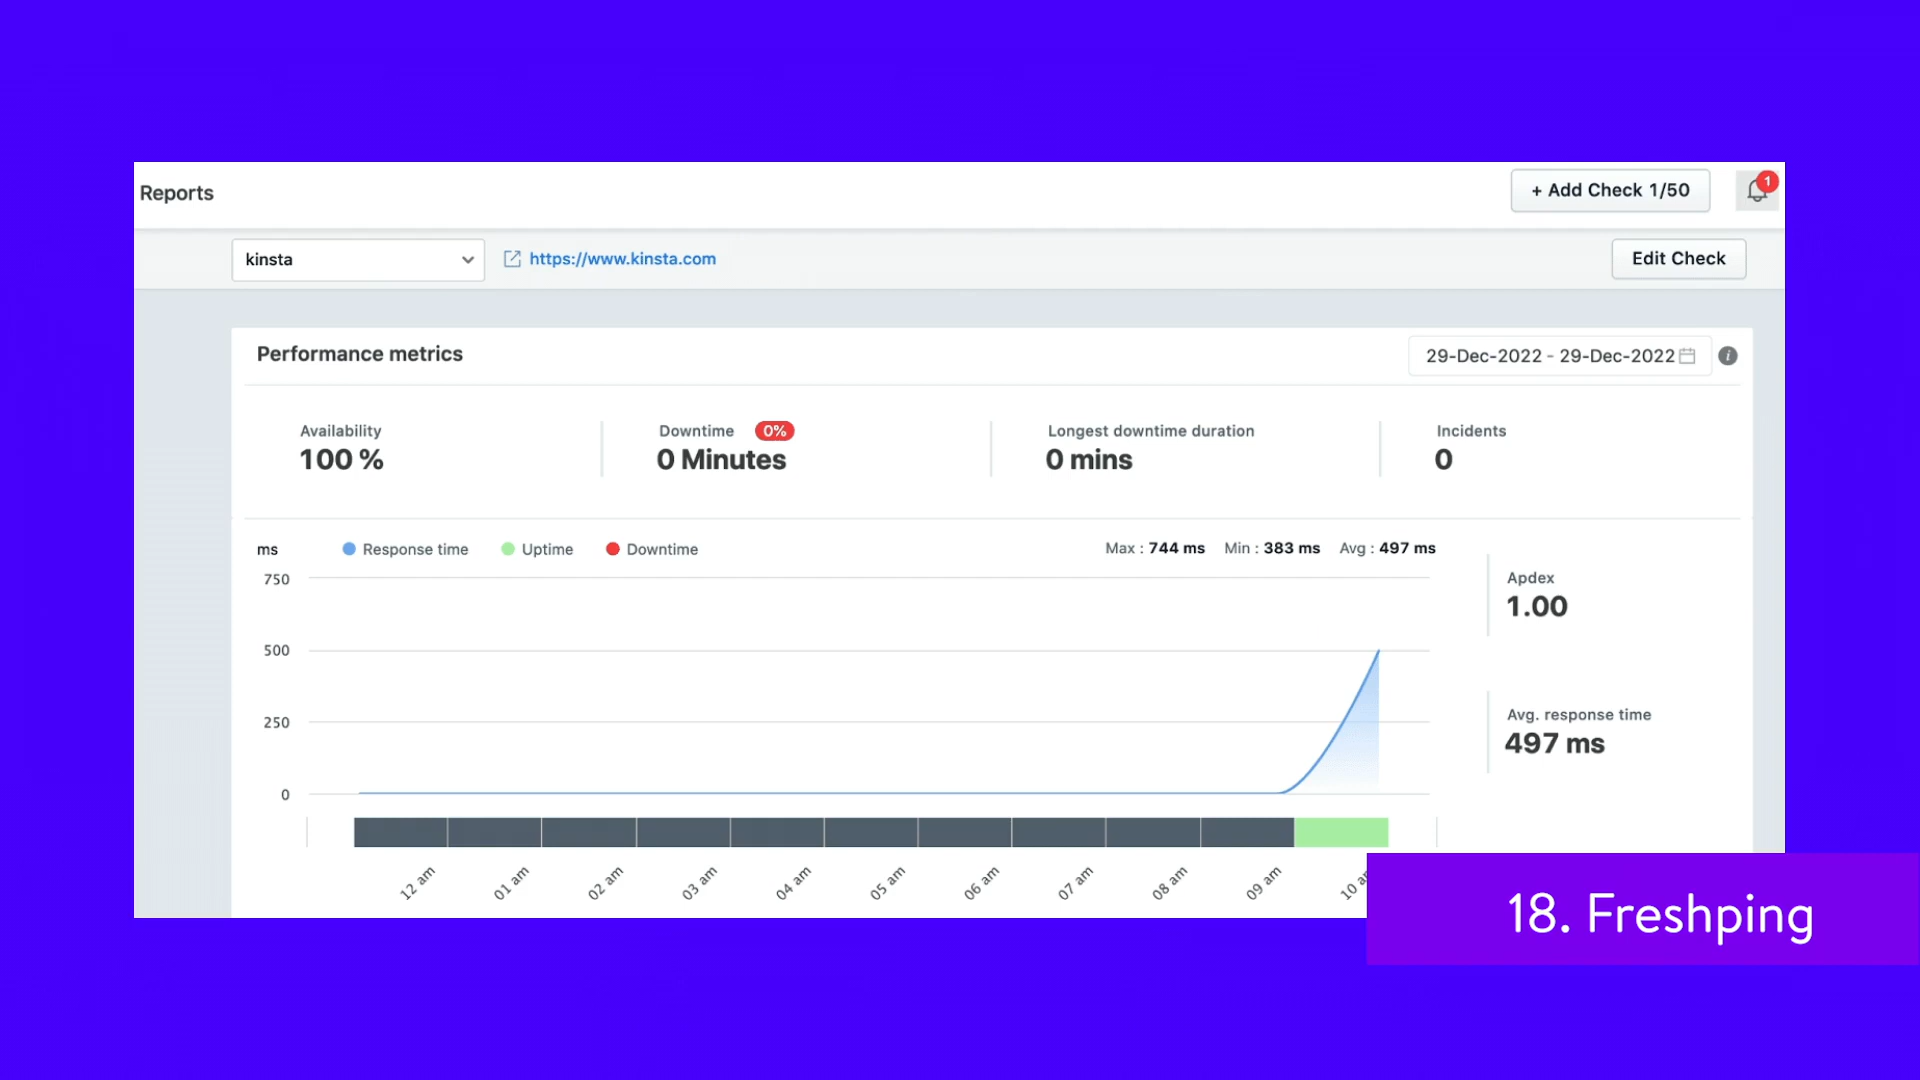 Reports
+ Add Check 1/50
1
kinsta
https://www.kinsta.com
Edit Check
Performance metrics
29-Dec-2022 - 29-Dec-2022
i
Availability
100 %
Downtime 0%
0 Minutes
Longest downtime duration
0 mins
Incidents
0
ms
Response time
Uptime
Downtime
Max : 744 ms Min : 383 ms Avg : 497 ms
750
500
250
0
Apdex
1.00
Avg. response time
497 ms
12 am
01 am
02 am
03 am
04 am
05 am
06 am
07 am
08 am
09 am
10
18. Freshping